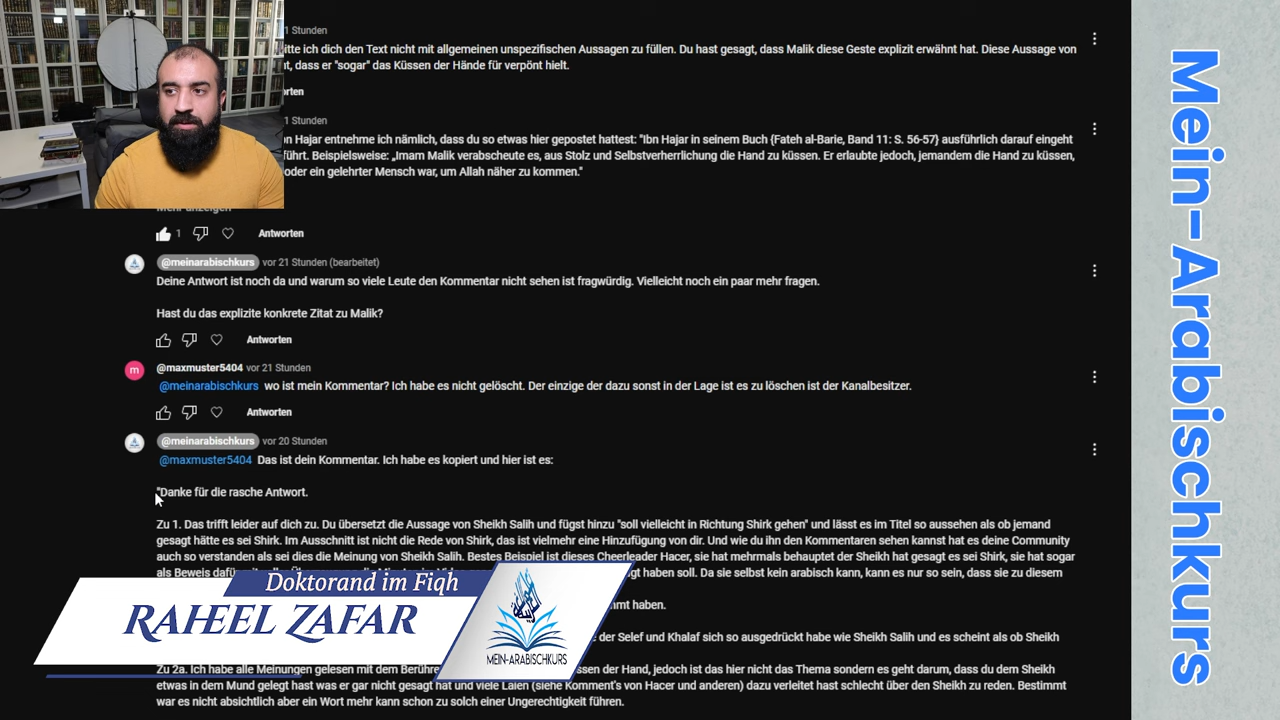 1 Stunden
itte ich dich den Text nicht mit allgemeinen unspezifischen Aussagen zu füllen. Du hast gesagt, dass Malik diese Geste explizit erwähnt hat. Diese Aussage von
t, dass er "sogar" das Küssen der Hände für verpönt hielt.
rten
1 Stunden
n Hajar entnehme ich nämlich, dass du so etwas hier gepostet hattest: "Ibn Hajar in seinem Buch {Fateh al-Barie, Band 11: S. 56-57} ausführlich darauf eingeht
führt. Beispielsweise: „Imam Malik verabscheute es, aus Stolz und Selbstverherrlichung die Hand zu küssen. Er erlaubte jedoch, jemandem die Hand zu küssen,
oder ein gelehrter Mensch war, um Allah näher zu kommen."
Mehr anzeigen
1 Antworten
@meinarabischkurs vor 21 Stunden (bearbeitet)
Deine Antwort ist noch da und warum so viele Leute den Kommentar nicht sehen ist fragwürdig. Vielleicht noch ein paar mehr fragen.
Hast du das explizite konkrete Zitat zu Malik?
Antworten
m @maxmuster5404 vor 21 Stunden
@meinarabischkurs wo ist mein Kommentar? Ich habe es nicht gelöscht. Der einzige der dazu sonst in der Lage ist es zu löschen ist der Kanalbesitzer.
Antworten
@meinarabischkurs vor 20 Stunden
@maxmuster5404 Das ist dein Kommentar. Ich habe es kopiert und hier ist es:
"Danke für die rasche Antwort.
Zu 1. Das trifft leider auf dich zu. Du übersetzt die Aussage von Sheikh Salih und fügst hinzu "soll vielleicht in Richtung Shirk gehen" und lässt es im Titel so aussehen als ob jemand
gesagt hätte es sei Shirk. Im Ausschnitt ist nicht die Rede von Shirk, das ist vielmehr eine Hinzufügung von dir. Und wie du ihn den Kommentaren sehen kannst hat es deine Community
auch so verstanden als sei dies die Meinung von Sheikh Salih. Bestes Beispiel ist dieses Cheerleader Hacer, sie hat mehrmals behauptet der Sheikh hat gesagt es sei Shirk, sie hat sogar
als Beweis gt haben soll. Da sie selbst kein arabisch kann, kann es nur so sein, dass sie zu diesem
mmt haben.
der Selef und Khalaf sich so ausgedrückt habe wie Sheikh Salih und es scheint als ob Sheikh
Zu 2a. Ich habe alle Meinungen gelesen mit dem ssen der Hand, jedoch ist das hier nicht das Thema sondern es geht darum, dass du dem Sheikh
etwas in dem Mund gelegt hast was er gar nicht gesagt hat und viele Laien (siehe Komment's von Hacer und anderen) dazu verleitet hast schlecht über den Sheikh zu reden. Bestimmt
war es nicht absichtlich aber ein Wort mehr kann schon zu solch einer Ungerechtigkeit führen.
Doktorand im Fiqh
RAHEEL ZAFAR
MEIN-ARABISCHKURS
Mein-Arabischkurs